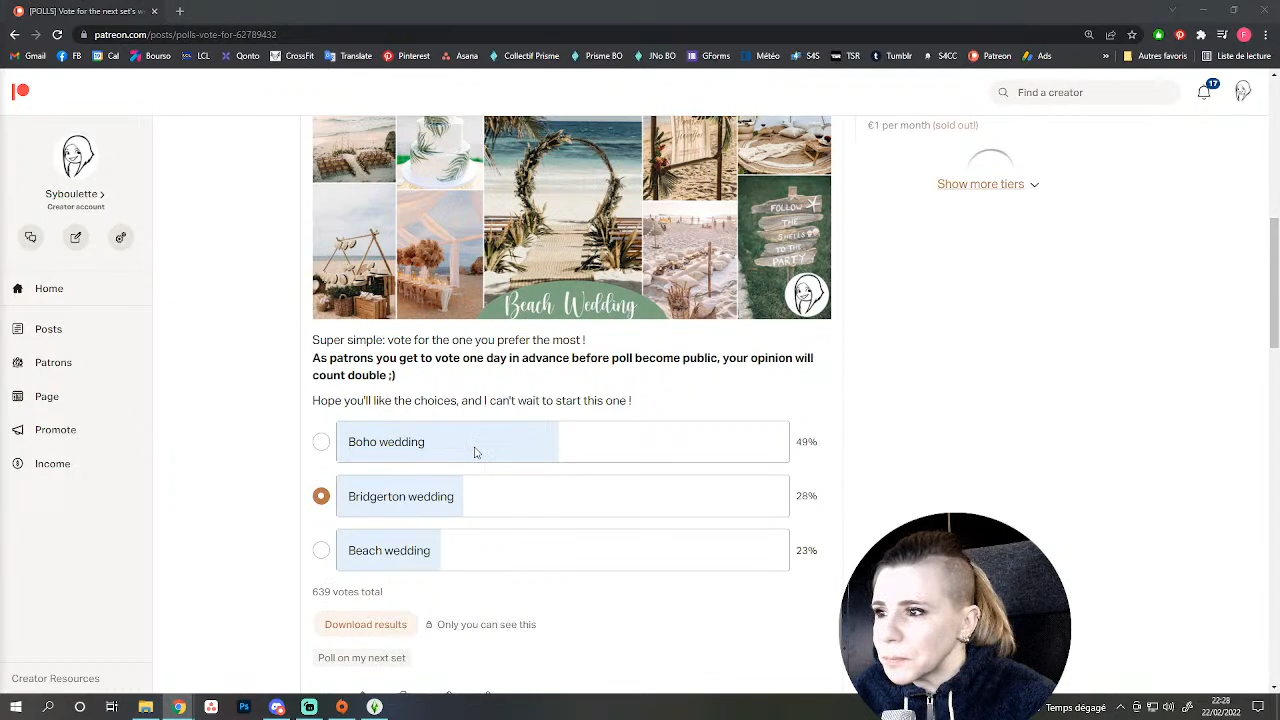 [POLLS] Vote for the next set's w
patreon.com/posts/polls-vote-for-62789432
Gmail FB Cal Bourso LCL Qonto CrossFit Translate Pinterest Asena Collectif Prisme Prisme BO JNo BO GForms Météo S4S TSR Tumblr S4CC Patreon Ads » Autres favoris Liste de lecture
Find a creator
17
Syboulette
Creator account
Home
Posts
Patrons
Page
Promote
Income
Creator Resources
€1 per month (sold out!)
Show more tiers
FOLLOW
THE
SHELLS
TO THE
PARTY
Beach Wedding
Super simple: vote for the one you prefer the most !
As patrons you get to vote one day in advance before poll become public, your opinion will
count double ;)
Hope you'll like the choices, and I can't wait to start this one !
Boho wedding 49%
Bridgerton wedding 28%
Beach wedding 23%
639 votes total
Download results Only you can see this
Poll on my next set
Temps dégagé
22:28
22/02/2022